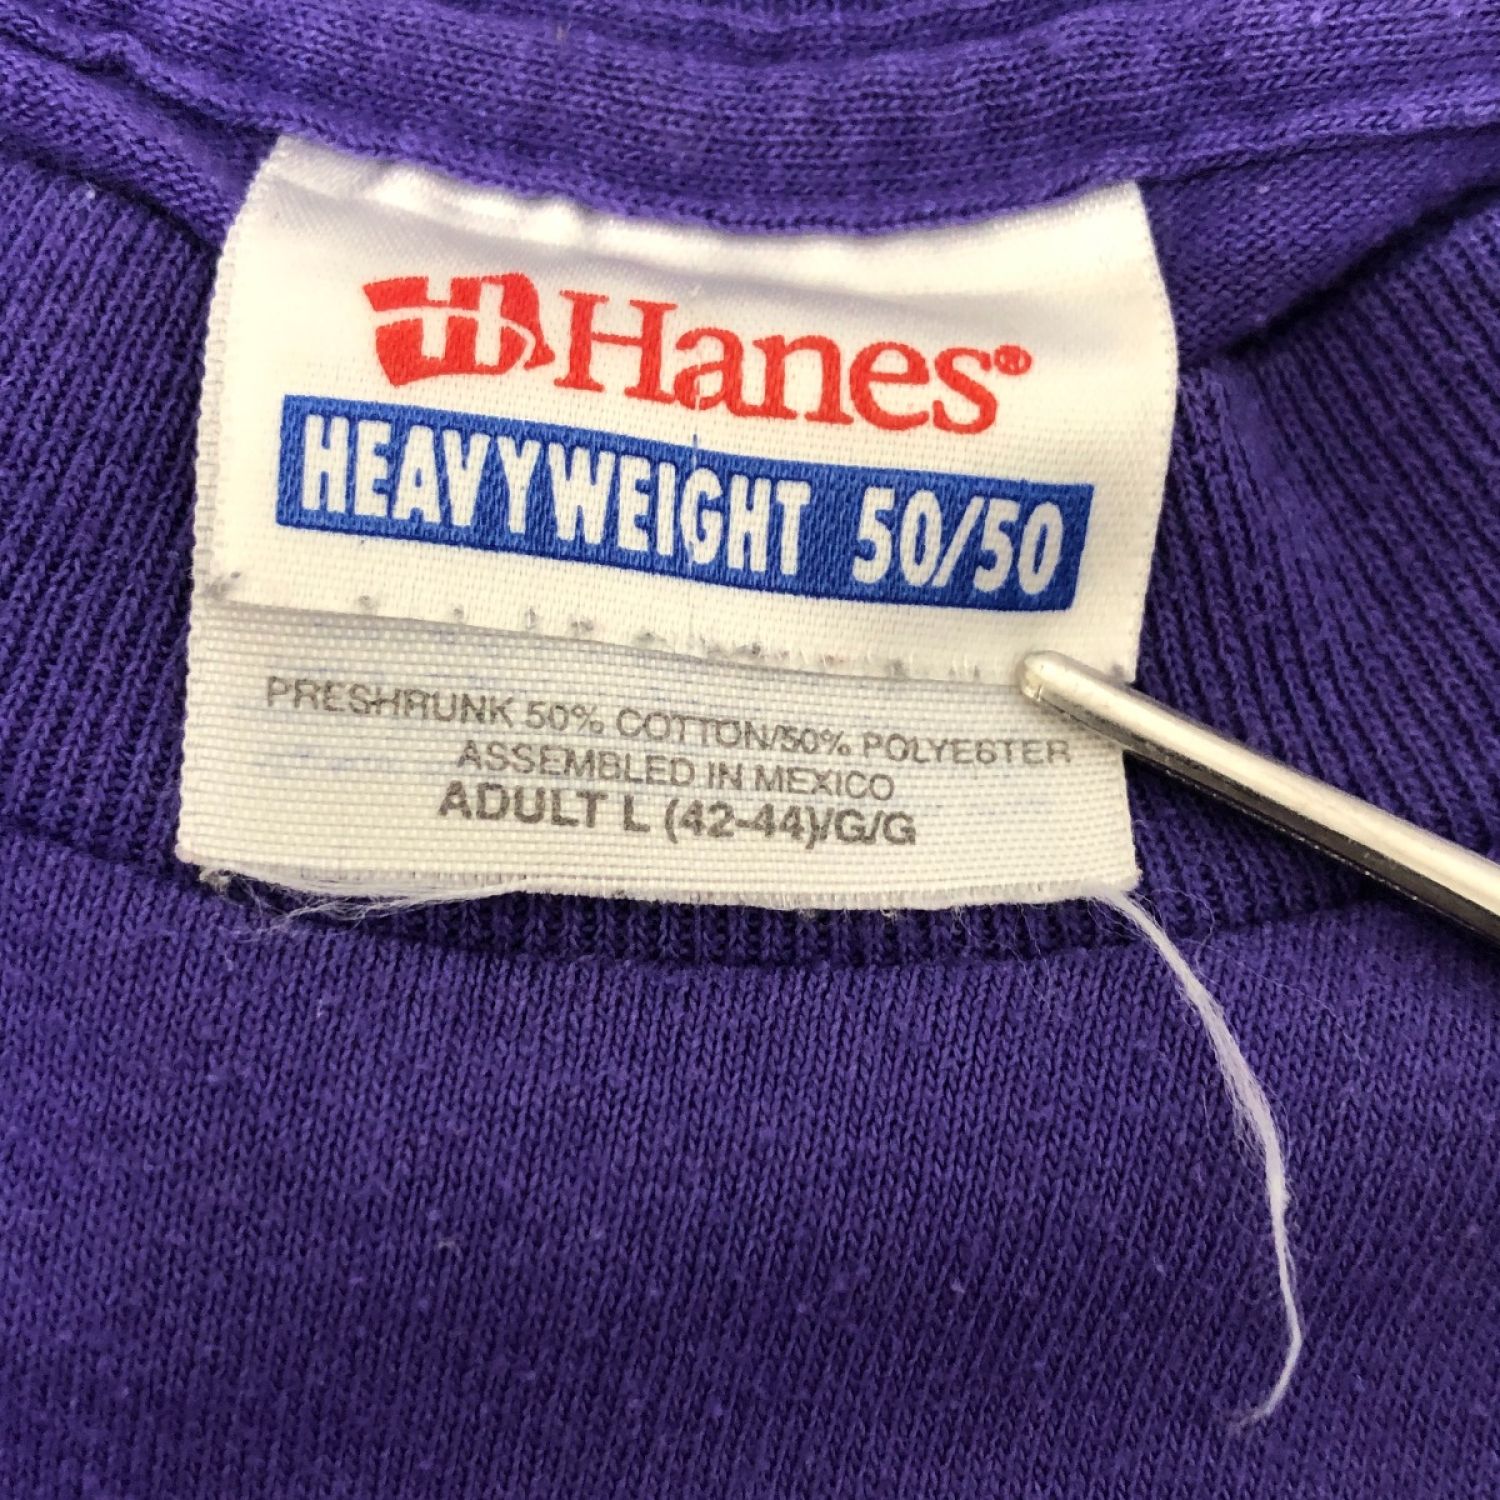 H Hanes®
HEAVYWEIGHT 50/50
PRESHRUNK 50% COTTON/50% POLYESTER
ASSEMBLED IN MEXICO
ADULT L (42-44)/G/G